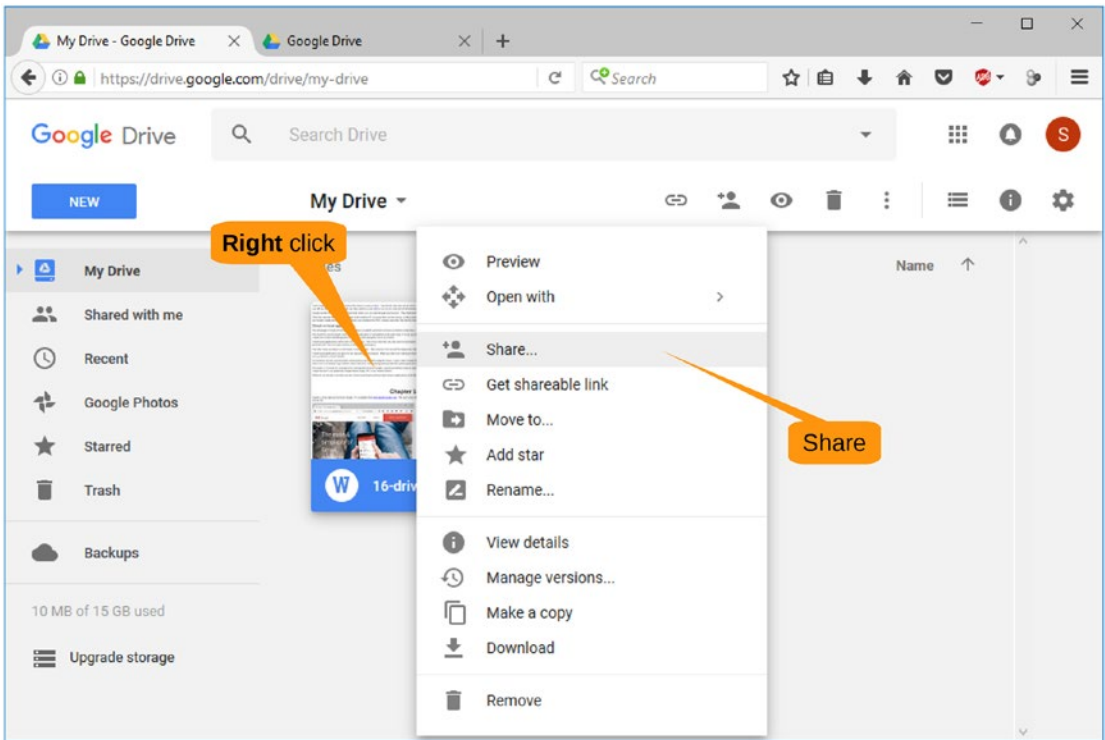 My Drive - Google Drive
Google Drive
https://drive.google.com/drive/my-drive
Search
ABP
Google Drive
Search Drive
S
NEW
My Drive
Right click
Name
My Drive
Shared with me
Recent
Google Photos
Starred
Trash
Backups
10 MB of 15 GB used
Upgrade storage
Chapter 1
W 16-driv
Preview
Open with
Share...
Get shareable link
Move to...
Add star
Rename...
View details
Manage versions...
Make a copy
Download
Remove
Share